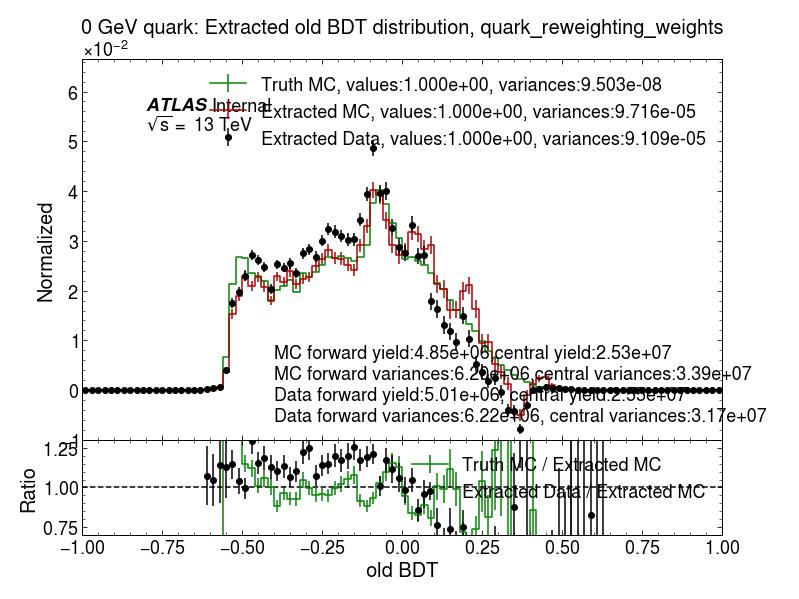 0 GeV quark: Extracted old BDT distribution, quark_reweighting_weights
×10⁻²
Truth MC, values:1.000e+00, variances:9.503e-08
ATLAS Internal
Extracted MC, values:1.000e+00, variances:9.716e-05
√s = 13 TeV
Extracted Data, values:1.000e+00, variances:9.109e-05
6
5
4
3
2
1
0
−1
Normalized
MC forward yield:4.85e+06, central yield:2.53e+07
MC forward variances:6.20e+06, central variances:3.39e+07
Data forward yield:5.01e+06, central yield:2.55e+07
Data forward variances:6.22e+06, central variances:3.17e+07
1.25
1.00
0.75
Ratio
Truth MC / Extracted MC
Extracted Data / Extracted MC
−1.00 −0.75 −0.50 −0.25 0.00 0.25 0.50 0.75 1.00
old BDT